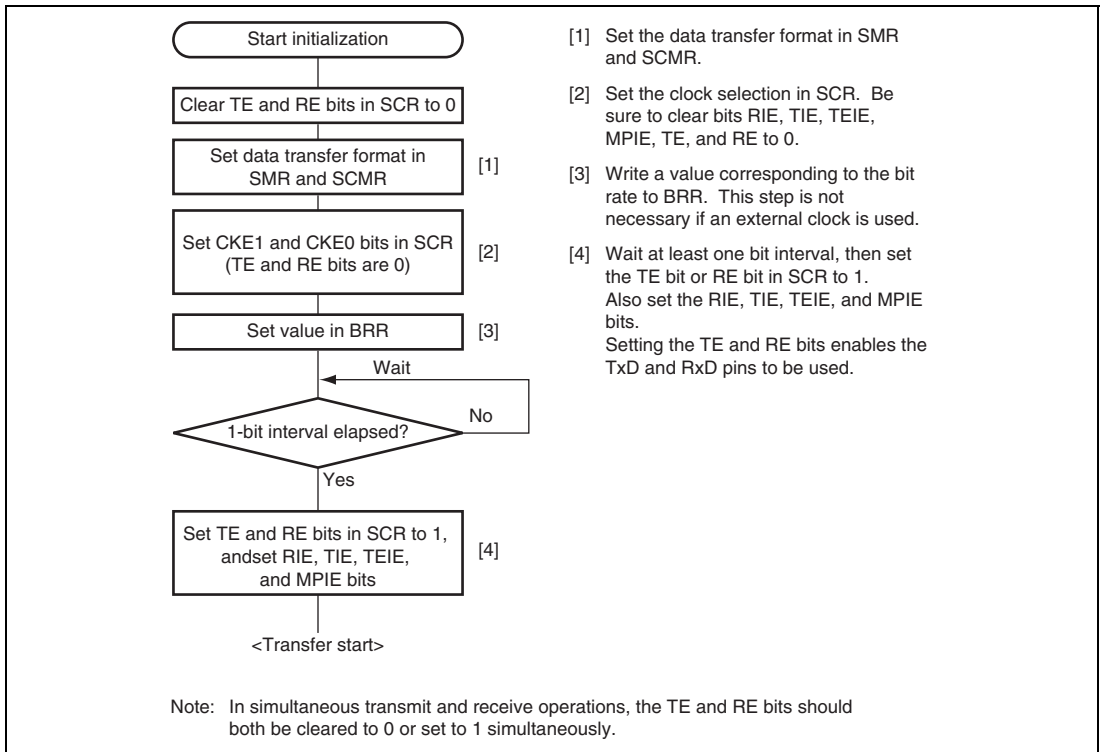 Start initialization
Clear TE and RE bits in SCR to 0
Set data transfer format in
SMR and SCMR
[1]
Set CKE1 and CKE0 bits in SCR
(TE and RE bits are 0)
[2]
Set value in BRR
[3]
Wait
No
1-bit interval elapsed?
Yes
Set TE and RE bits in SCR to 1,
andset RIE, TIE, TEIE,
and MPIE bits
[4]
<Transfer start>
[1] Set the data transfer format in SMR
and SCMR.
[2] Set the clock selection in SCR. Be
sure to clear bits RIE, TIE, TEIE,
MPIE, TE, and RE to 0.
[3] Write a value corresponding to the bit
rate to BRR. This step is not
necessary if an external clock is used.
[4] Wait at least one bit interval, then set
the TE bit or RE bit in SCR to 1.
Also set the RIE, TIE, TEIE, and MPIE
bits.
Setting the TE and RE bits enables the
TxD and RxD pins to be used.
Note: In simultaneous transmit and receive operations, the TE and RE bits should
both be cleared to 0 or set to 1 simultaneously.